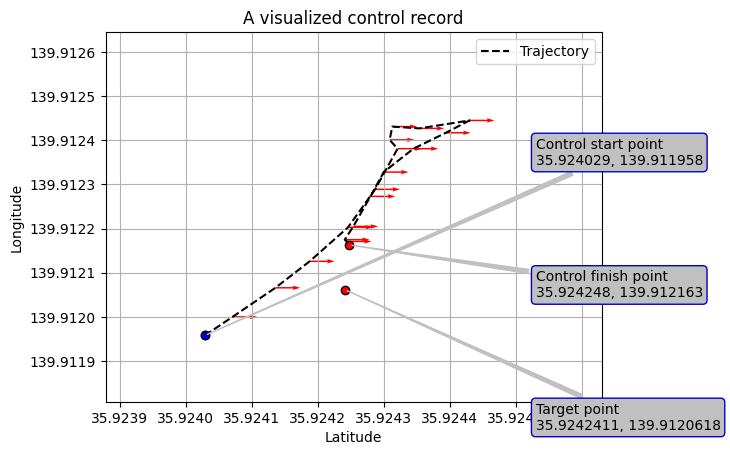 A visualized control record
Trajectory
139.9126
139.9125
139.9124
139.9123
139.9122
139.9121
139.9120
139.9119
Longitude
Control start point
35.924029, 139.911958
Control finish point
35.924248, 139.912163
Target point
35.9242411, 139.9120618
35.9239 35.9240 35.9241 35.9242 35.9243 35.9244 35.924
Latitude